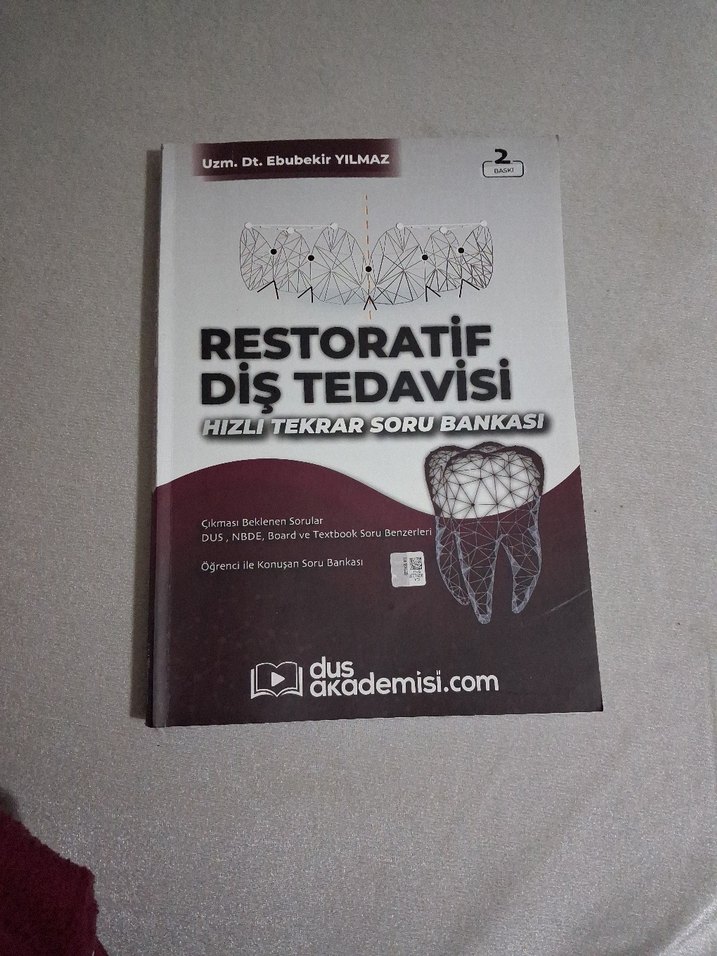 Uzm. Dt. Ebubekir YILMAZ
2
BASKI
RESTORATİF
DİŞ TEDAVİSİ
HIZLI TEKRAR SORU BANKASI
Çıkması Beklenen Sorular
DUS , NBDE, Board ve Textbook Soru Benzerleri
Öğrenci ile Konuşan Soru Bankası
dus
akademisi.com